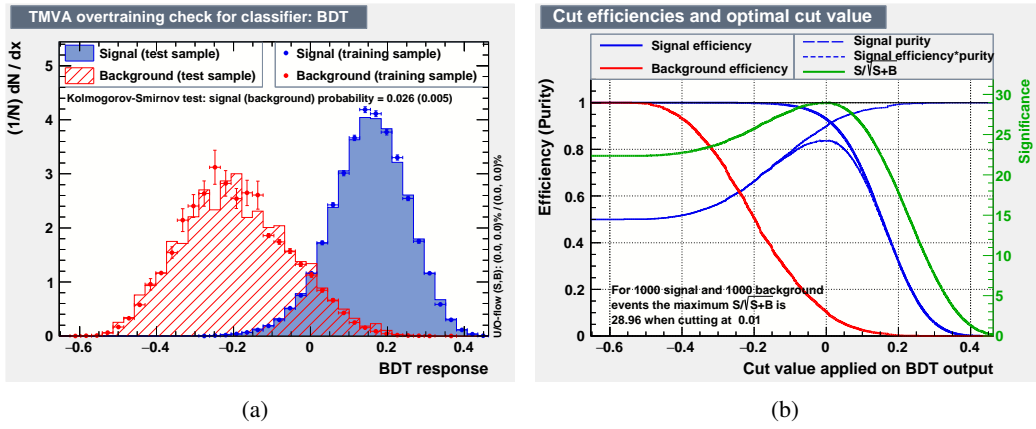 TMVA overtraining check for classifier: BDT
Signal (test sample)
Background (test sample)
Signal (training sample)
Background (training sample)
Kolmogorov-Smirnov test: signal (background) probability = 0.026 (0.005)
(1/N) dN / dx
5
4
3
2
1
0
−0.6 −0.4 −0.2 0 0.2 0.4
BDT response
U/O-flow (S,B): (0.0, 0.0)% / (0.0, 0.0)%
(a)
Cut efficiencies and optimal cut value
Signal efficiency
Background efficiency
Signal purity
Signal efficiency*purity
S/√S+B
Efficiency (Purity)
1
0.8
0.6
0.4
0.2
0
30
25
20
15
10
5
0
Significance
For 1000 signal and 1000 background
events the maximum S/√S+B is
28.96 when cutting at 0.01
−0.6 −0.4 −0.2 0 0.2 0.4
Cut value applied on BDT output
(b)